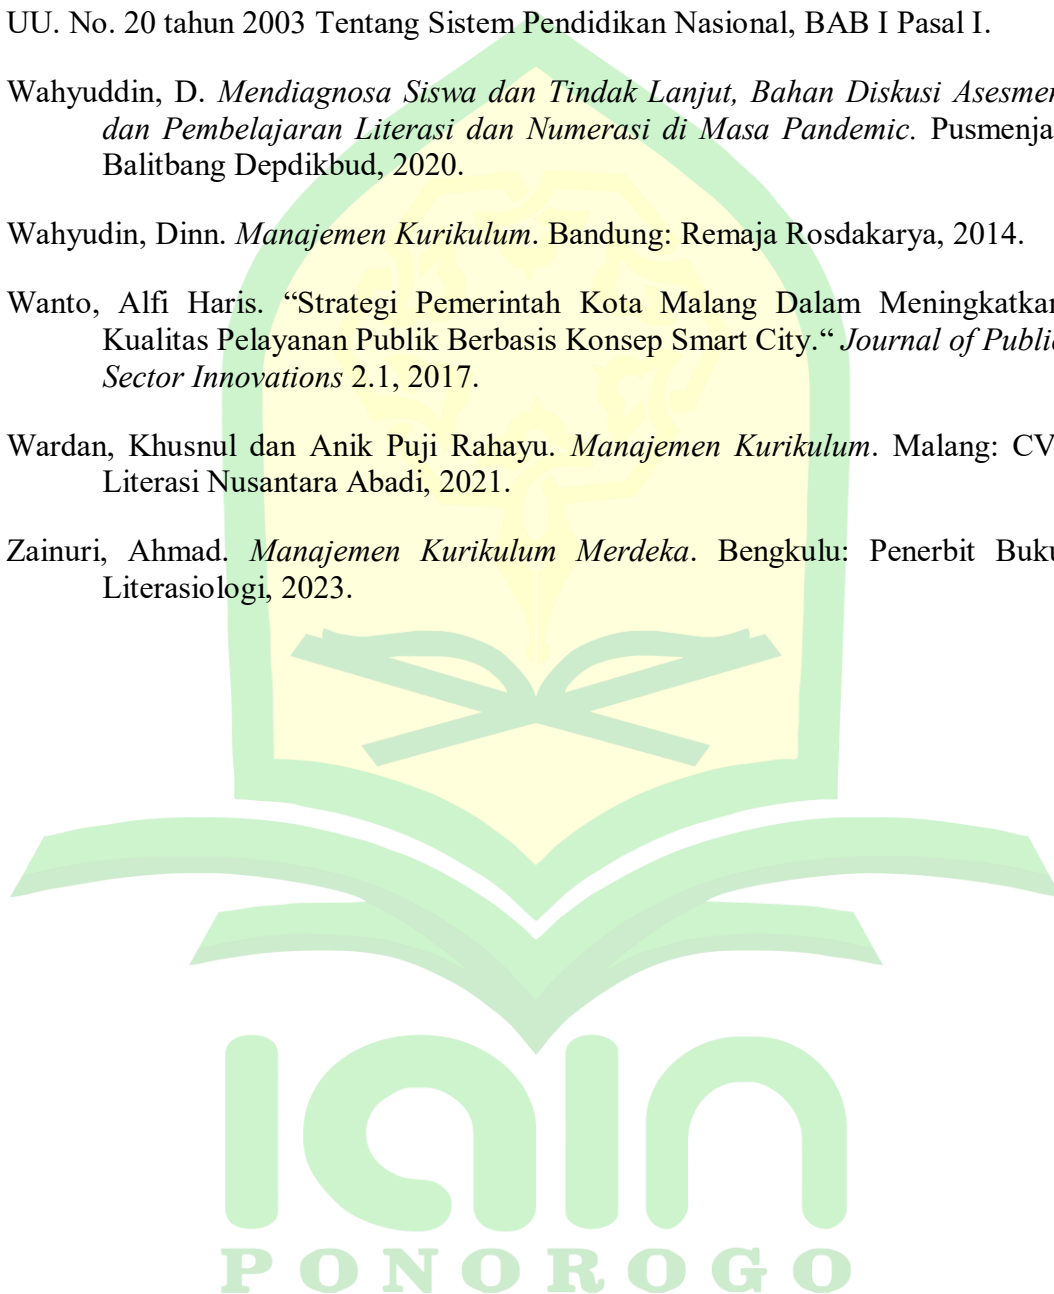 UU. No. 20 tahun 2003 Tentang Sistem Pendidikan Nasional, BAB I Pasal I.
Wahyuddin, D. Mendiagnosa Siswa dan Tindak Lanjut, Bahan Diskusi Asesmen
dan Pembelajaran Literasi dan Numerasi di Masa Pandemic. Pusmenjar
Balitbang Depdikbud, 2020.
Wahyudin, Dinn. Manajemen Kurikulum. Bandung: Remaja Rosdakarya, 2014.
Wanto, Alfi Haris. “Strategi Pemerintah Kota Malang Dalam Meningkatkan
Kualitas Pelayanan Publik Berbasis Konsep Smart City.“ Journal of Public
Sector Innovations 2.1, 2017.
Wardan, Khusnul dan Anik Puji Rahayu. Manajemen Kurikulum. Malang: CV.
Literasi Nusantara Abadi, 2021.
Zainuri, Ahmad. Manajemen Kurikulum Merdeka. Bengkulu: Penerbit Buku
Literasiologi, 2023.
IAIN
PONOROGO